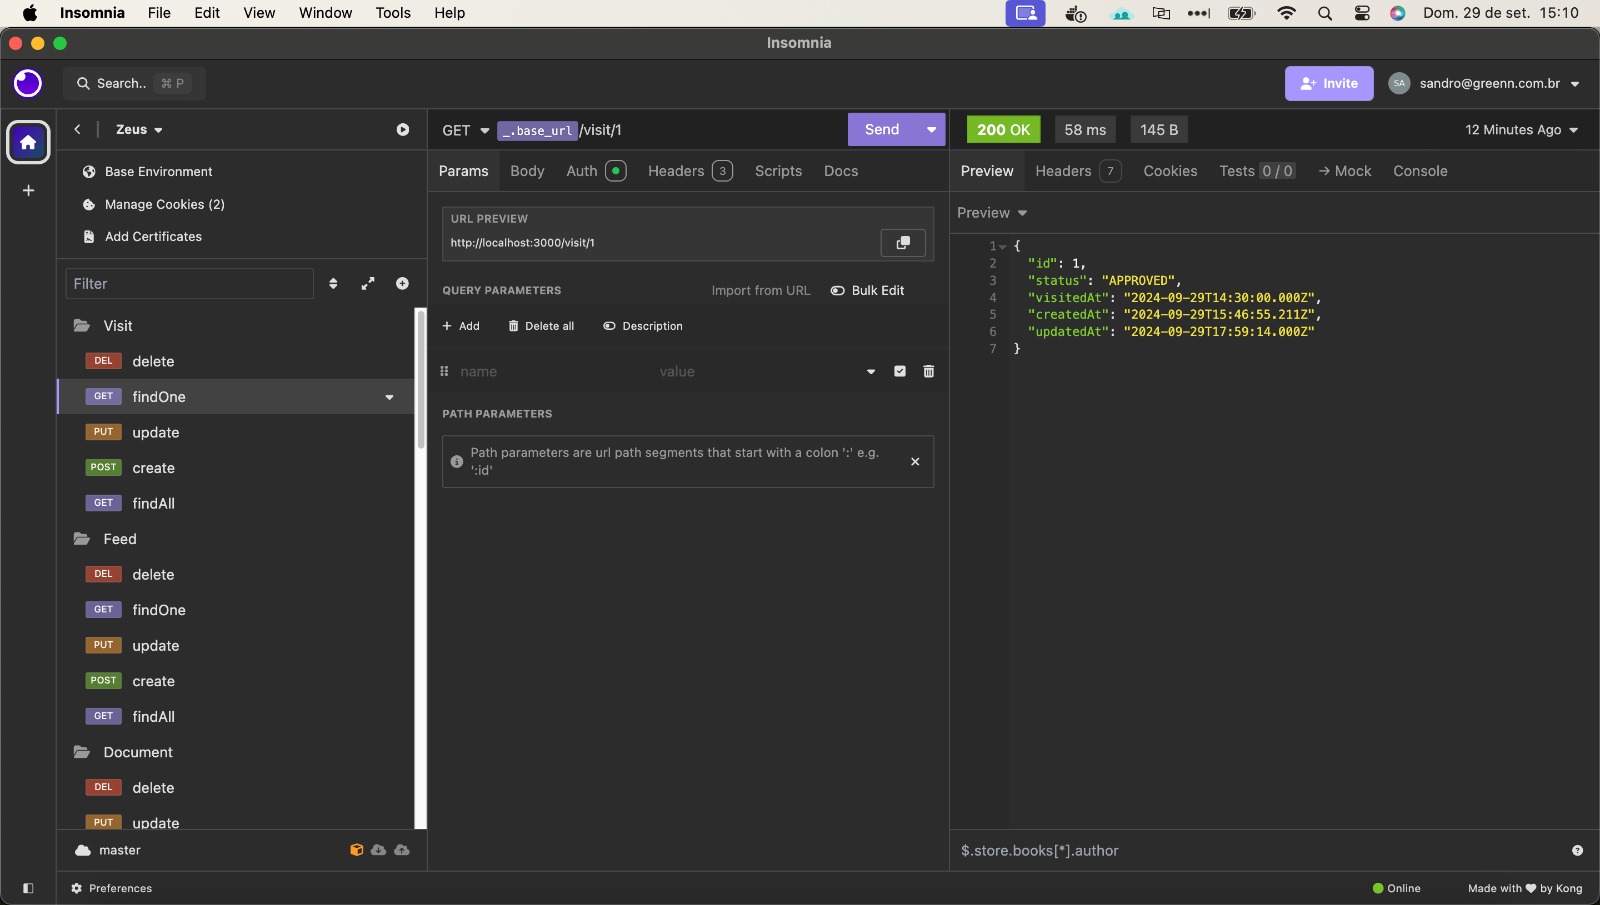 Insomnia File Edit View Window Tools Help Dom. 29 de set. 15:10
Insomnia
Search.. ⌘ P Invite SA sandro@greenn.com.br
Zeus
Base Environment
Manage Cookies (2)
Add Certificates
Filter
Visit
DEL delete
GET findOne
PUT update
POST create
GET findAll
Feed
DEL delete
GET findOne
PUT update
POST create
GET findAll
Document
DEL delete
PUT update
master
Preferences
GET _.base_url/visit/1 Send
Params Body Auth Headers 3 Scripts Docs
URL PREVIEW
http://localhost:3000/visit/1
QUERY PARAMETERS Import from URL Bulk Edit
+ Add Delete all Description
name value
PATH PARAMETERS
Path parameters are url path segments that start with a colon ':' e.g.
':id'
200 OK 58 ms 145 B 12 Minutes Ago
Preview Headers 7 Cookies Tests 0 / 0 → Mock Console
Preview
1 {
2 "id": 1,
3 "status": "APPROVED",
4 "visitedAt": "2024-09-29T14:30:00.000Z",
5 "createdAt": "2024-09-29T15:46:55.211Z",
6 "updatedAt": "2024-09-29T17:59:14.000Z"
7 }
$.store.books[*].author
Online Made with ♥ by Kong